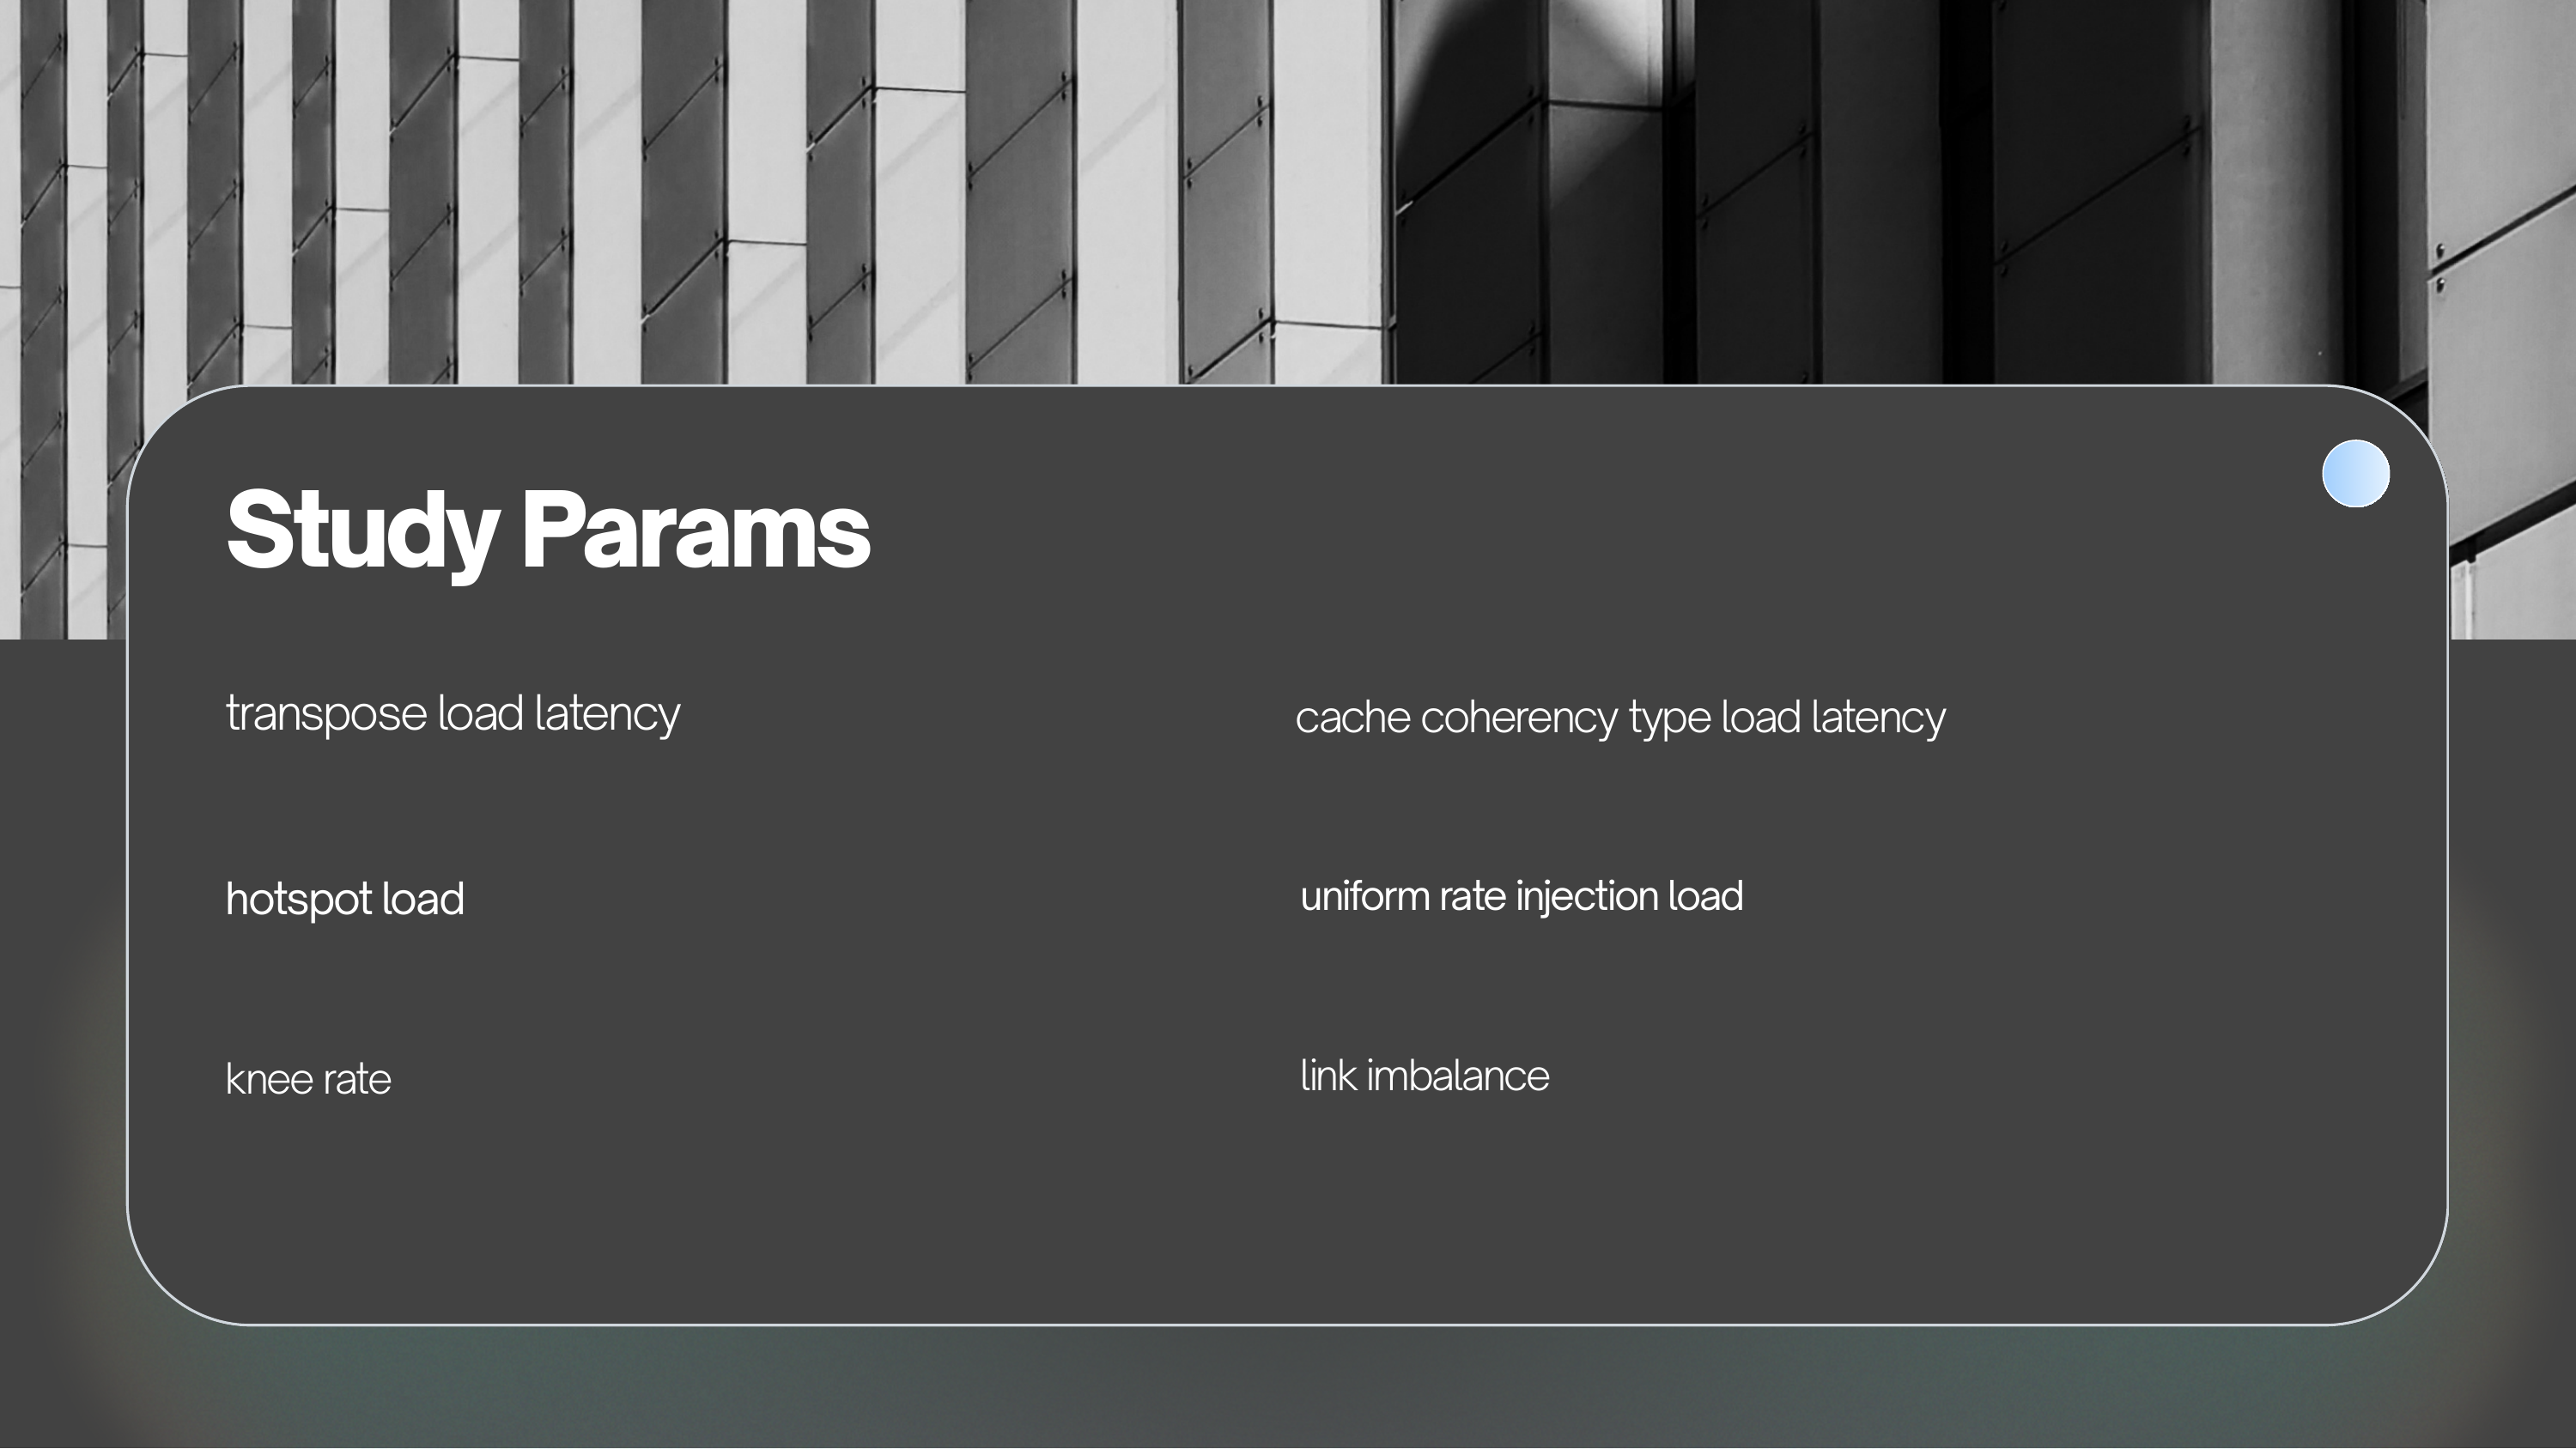 Study Params
transpose load latency
cache coherency type load latency
hotspot load
uniform rate injection load
knee rate
link imbalance